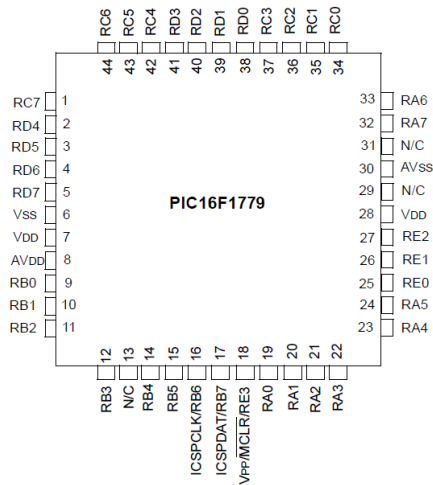 RC6 RC5 RC4 RD3 RD2 RD1 RD0 RC3 RC2 RC1 RC0
44 43 42 41 40 39 38 37 36 35 34
RC7 1 33 RA6
RD4 2 32 RA7
RD5 3 31 N/C
RD6 4 30 AVSS
RD7 5 29 N/C
PIC16F1779
VSS 6 28 VDD
VDD 7 27 RE2
AVDD 8 26 RE1
RB0 9 25 RE0
RB1 10 24 RA5
RB2 11 23 RA4
12 13 14 15 16 17 18 19 20 21 22
RB3 N/C RB4 RB5 ICSPCLK/RB6 ICSPDAT/RB7 VPP/MCLR/RE3 RA0 RA1 RA2 RA3